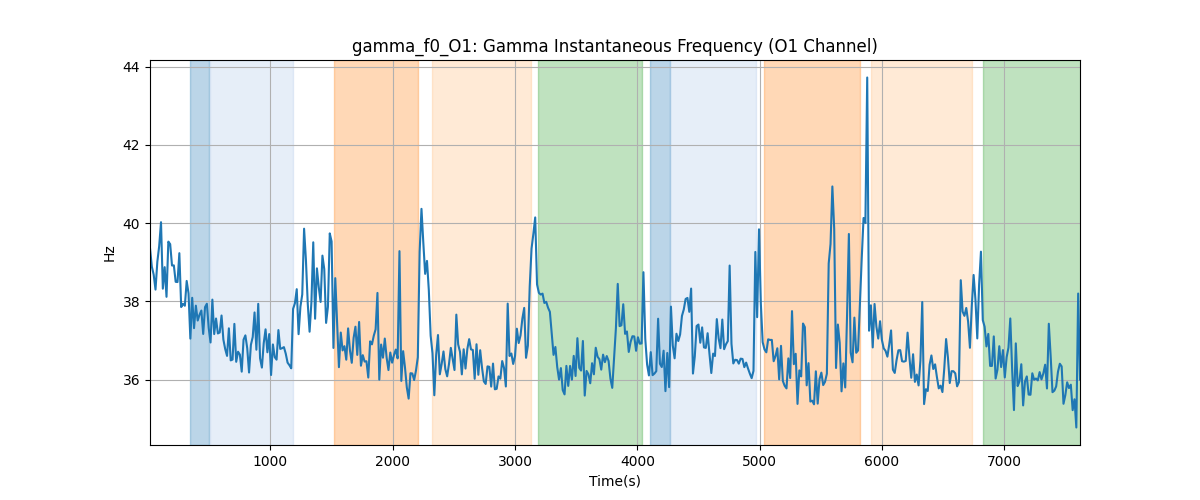 gamma_f0_O1: Gamma Instantaneous Frequency (O1 Channel)
44
42
40
38
36
Hz
1000 2000 3000 4000 5000 6000 7000
Time(s)